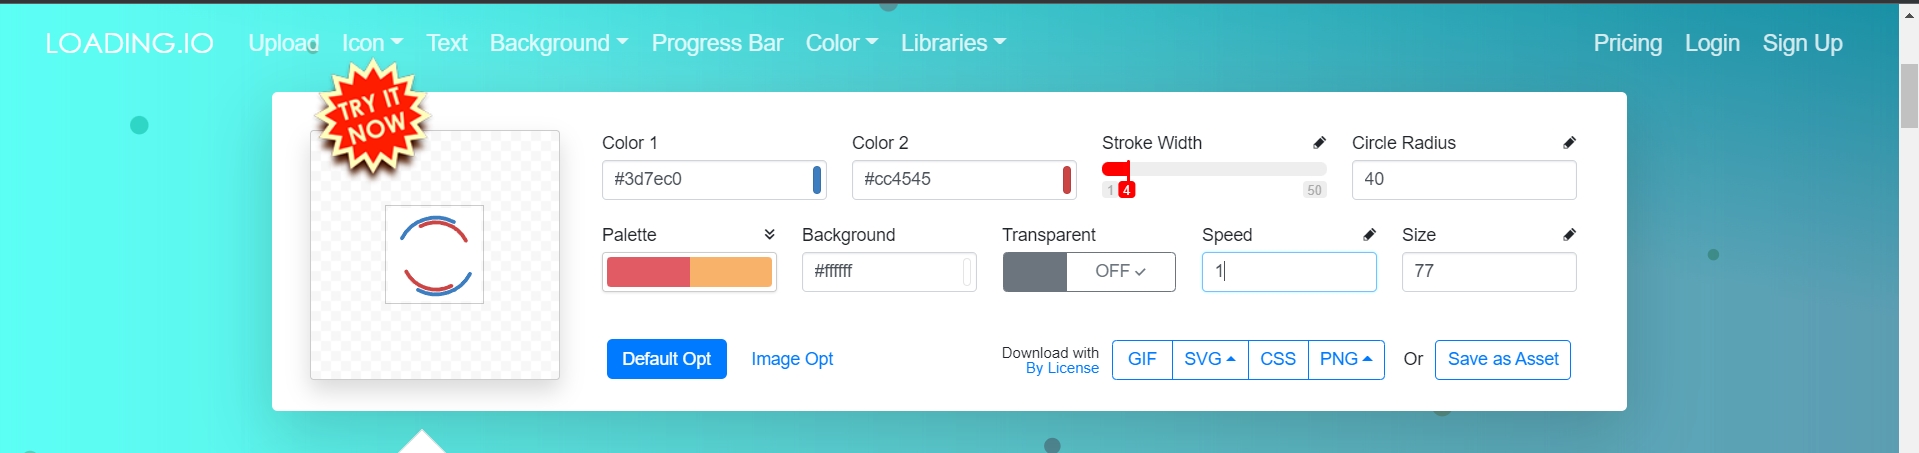 LOADING.IO Upload Icon Text Background Progress Bar Color Libraries Pricing Login Sign Up
TRY IT
NOW
Color 1 Color 2 Stroke Width Circle Radius
#3d7ec0 #cc4545 1 4 50 40
Palette Background Transparent Speed Size
#ffffff OFF 1 77
Default Opt Image Opt Download with
By License GIF SVG CSS PNG Or Save as Asset